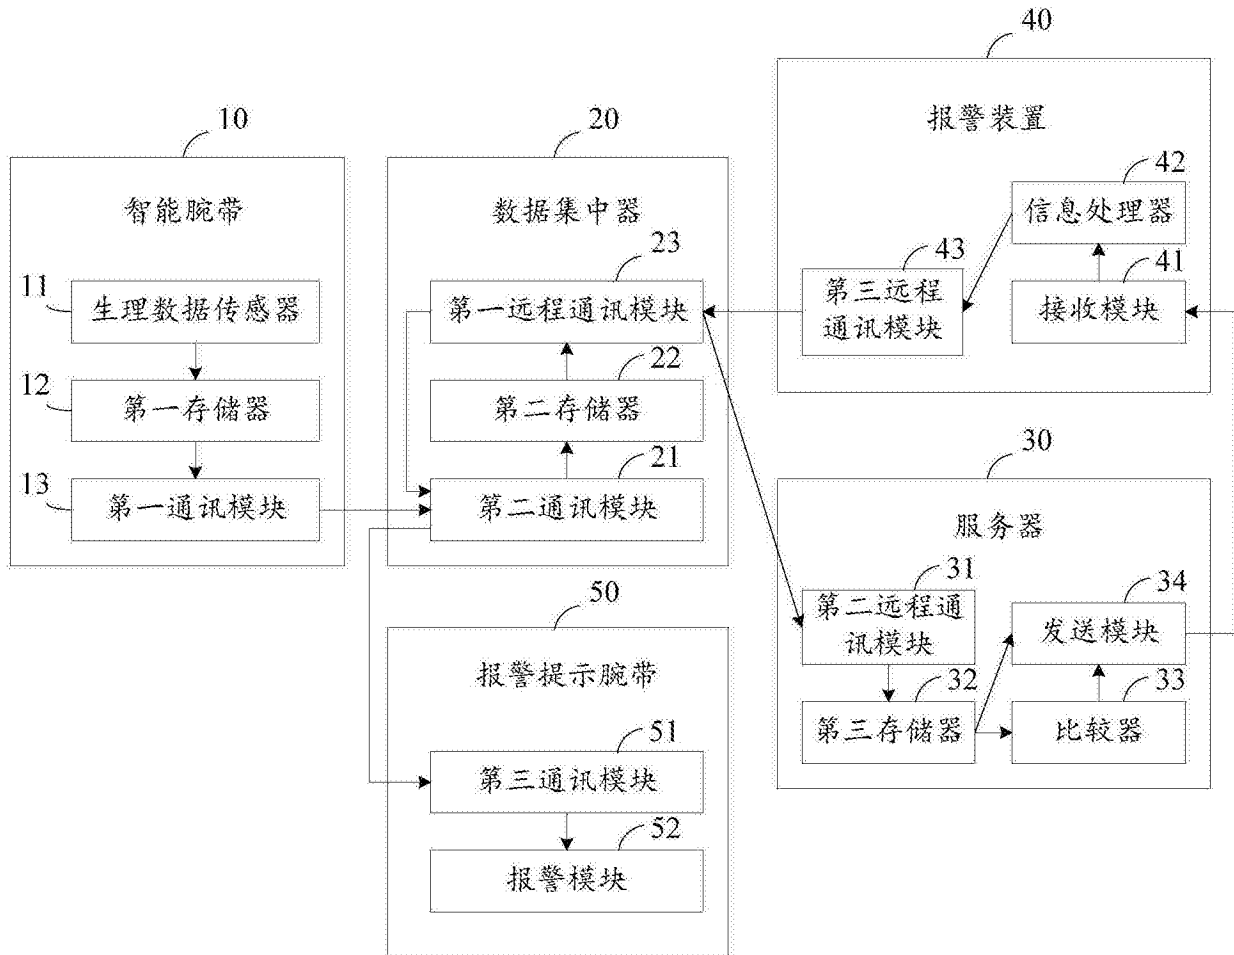 10
智能腕带
11
生理数据传感器
12
第一存储器
13
第一通讯模块
20
数据集中器
23
第一远程通讯模块
22
第二存储器
21
第二通讯模块
50
报警提示腕带
51
第三通讯模块
52
报警模块
40
报警装置
42
信息处理器
43
第三远程
通讯模块
41
接收模块
30
服务器
31
第二远程通
讯模块
34
发送模块
32
第三存储器
33
比较器